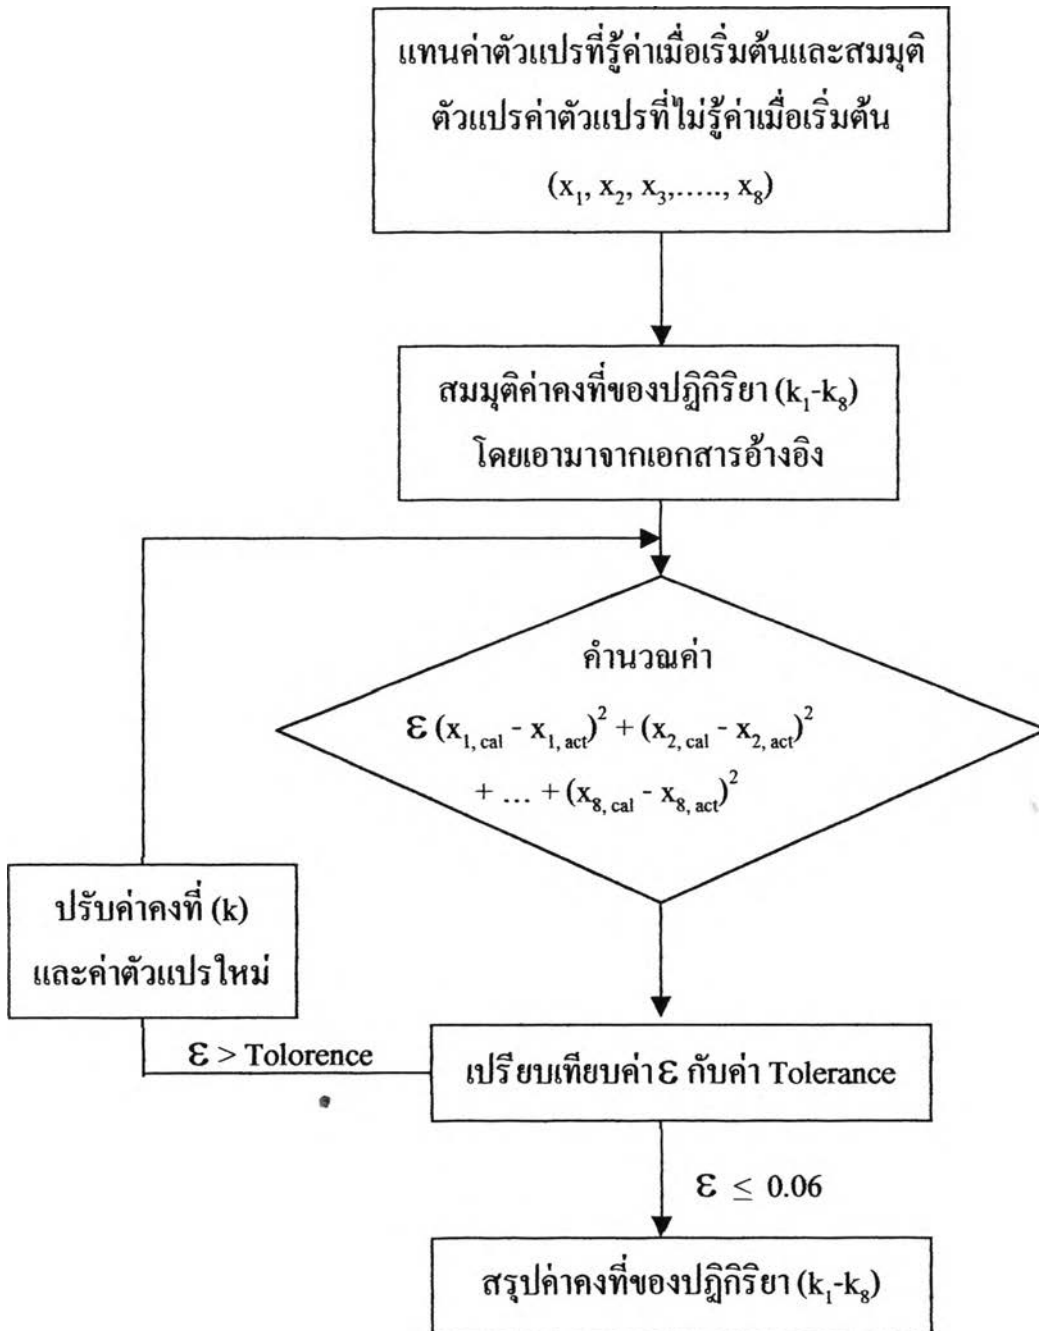 แทนค่าตัวแปรที่รู้ค่าเมื่อเริ่มต้นและสมมุติ
ตัวแปรค่าตัวแปรที่ไม่รู้ค่าเมื่อเริ่มต้น
(x₁, x₂, x₃,....., x₈)
สมมุติค่าคงที่ของปฏิกิริยา (k₁-k₈)
โดยเอามาจากเอกสารอ้างอิง
คำนวณค่า
ε (x₁, cal - x₁, act)² + (x₂, cal - x₂, act)²
+ ... + (x₈, cal - x₈, act)²
ปรับค่าคงที่ (k)
และค่าตัวแปรใหม่
ε > Tolorence
เปรียบเทียบค่า ε กับค่า Tolerance
ε ≤ 0.06
สรุปค่าคงที่ของปฏิกิริยา (k₁-k₈)